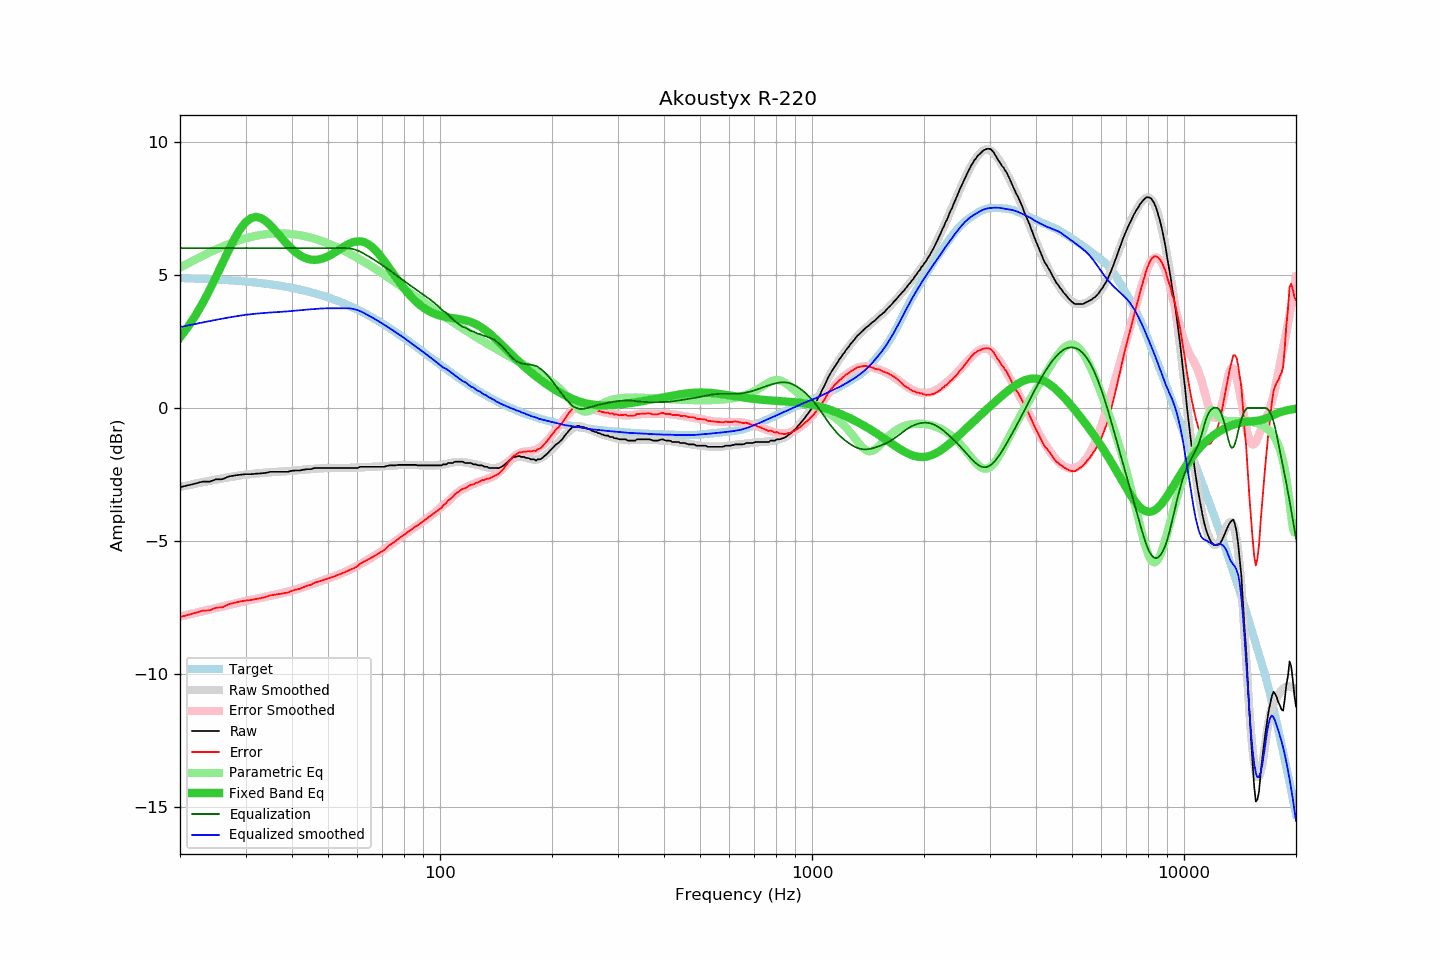 Akoustyx R-220
Amplitude (dBr)
10
5
0
−5
−10
−15
Target
Raw Smoothed
Error Smoothed
Raw
Error
Parametric Eq
Fixed Band Eq
Equalization
Equalized smoothed
100
1000
10000
Frequency (Hz)